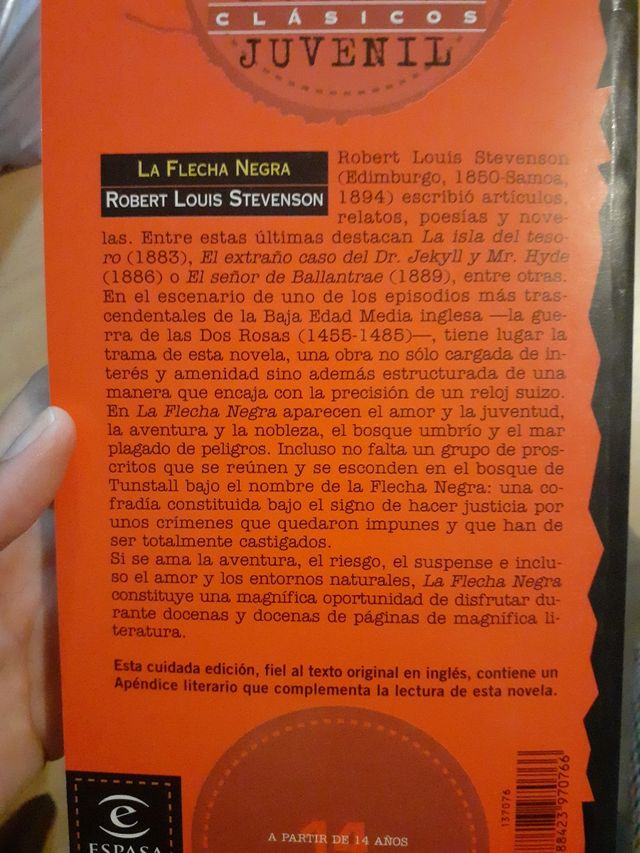 CLÁSICOS
JUVENIL
LA FLECHA NEGRA
ROBERT LOUIS STEVENSON
Robert Louis Stevenson
(Edimburgo, 1850-Samoa,
1894) escribió artículos,
relatos, poesías y nove-
las. Entre estas últimas destacan La isla del teso-
ro (1883), El extraño caso del Dr. Jekyll y Mr. Hyde
(1886) o El señor de Ballantrae (1889), entre otras.
En el escenario de uno de los episodios más tras-
cendentales de la Baja Edad Media inglesa —la gue-
rra de las Dos Rosas (1455-1485)—, tiene lugar la
trama de esta novela, una obra no sólo cargada de in-
terés y amenidad sino además estructurada de una
manera que encaja con la precisión de un reloj suizo.
En La Flecha Negra aparecen el amor y la juventud,
la aventura y la nobleza, el bosque umbrío y el mar
plagado de peligros. Incluso no falta un grupo de pros-
critos que se reúnen y se esconden en el bosque de
Tunstall bajo el nombre de la Flecha Negra: una co-
fradía constituida bajo el signo de hacer justicia por
unos crímenes que quedaron impunes y que han de
ser totalmente castigados.
Si se ama la aventura, el riesgo, el suspense e inclu-
so el amor y los entornos naturales, La Flecha Negra
constituye una magnífica oportunidad de disfrutar du-
rante docenas y docenas de páginas de magnífica li-
teratura.
Esta cuidada edición, fiel al texto original en inglés, contiene un
Apéndice literario que complementa la lectura de esta novela.
e
ESPASA
14
A PARTIR DE 14 AÑOS
137076
88423 970766